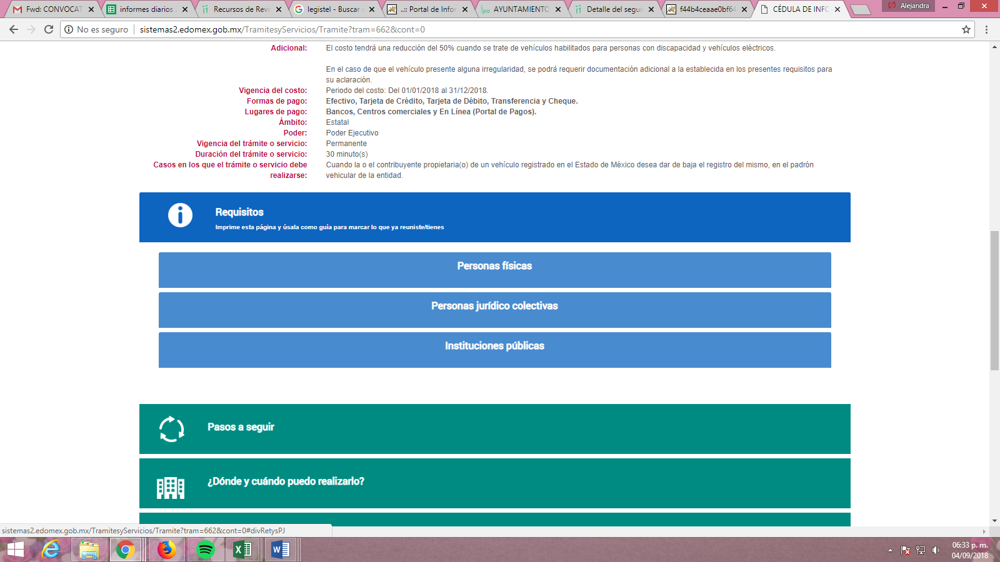 Fwd: CONVOCAT
informes diarios
Recursos de Revi
legistel - Buscar
..:: Portal de Infor
AYUNTAMIENTO
Detalle del segui
f44b4ceaae0bf64
CÉDULA DE INFO
Alejandra
No es seguro
sistemas2.edomex.gob.mx/TramitesyServicios/Tramite?tram=662&cont=0
Adicional: El costo tendrá una reducción del 50% cuando se trate de vehículos habilitados para personas con discapacidad y vehículos eléctricos.
En el caso de que el vehículo presente alguna irregularidad, se podrá requerir documentación adicional a la establecida en los presentes requisitos para
su aclaración.
Vigencia del costo: Periodo del costo: Del 01/01/2018 al 31/12/2018.
Formas de pago: Efectivo, Tarjeta de Crédito, Tarjeta de Débito, Transferencia y Cheque.
Lugares de pago: Bancos, Centros comerciales y En Línea (Portal de Pagos).
Ámbito: Estatal
Poder: Poder Ejecutivo
Vigencia del trámite o servicio: Permanente
Duración del trámite o servicio: 30 minuto(s)
Casos en los que el trámite o servicio debe realizarse: Cuando la o el contribuyente propietaria(o) de un vehículo registrado en el Estado de México desea dar de baja el registro del mismo, en el padrón
vehicular de la entidad.
Requisitos
Imprime esta página y úsala como guía para marcar lo que ya reuniste/tienes
Personas físicas
Personas jurídico colectivas
Instituciones públicas
Pasos a seguir
¿Dónde y cuándo puedo realizarlo?
sistemas2.edomex.gob.mx/TramitesyServicios/Tramite?tram=662&cont=0#divRetysPJ
06:33 p. m.
04/09/2018